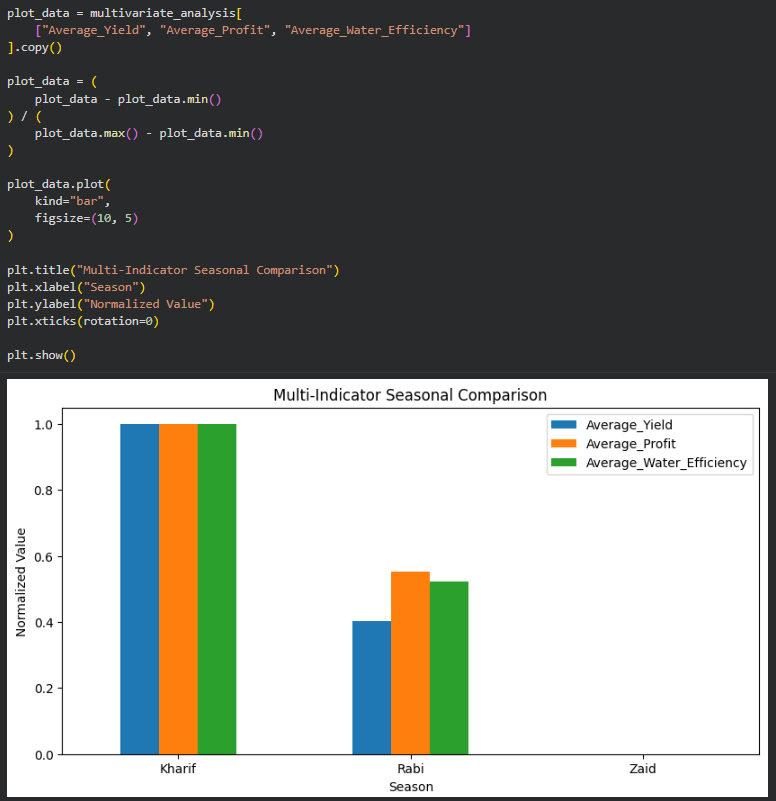 plot_data = multivariate_analysis[
    ["Average_Yield", "Average_Profit", "Average_Water_Efficiency"]
].copy()
plot_data = (
    plot_data - plot_data.min()
) / (
    plot_data.max() - plot_data.min()
)
plot_data.plot(
    kind="bar",
    figsize=(10, 5)
)
plt.title("Multi-Indicator Seasonal Comparison")
plt.xlabel("Season")
plt.ylabel("Normalized Value")
plt.xticks(rotation=0)
plt.show()
Multi-Indicator Seasonal Comparison
Average_Yield
Average_Profit
Average_Water_Efficiency
Normalized Value
1.0
0.8
0.6
0.4
0.2
0.0
Kharif Rabi Zaid
Season